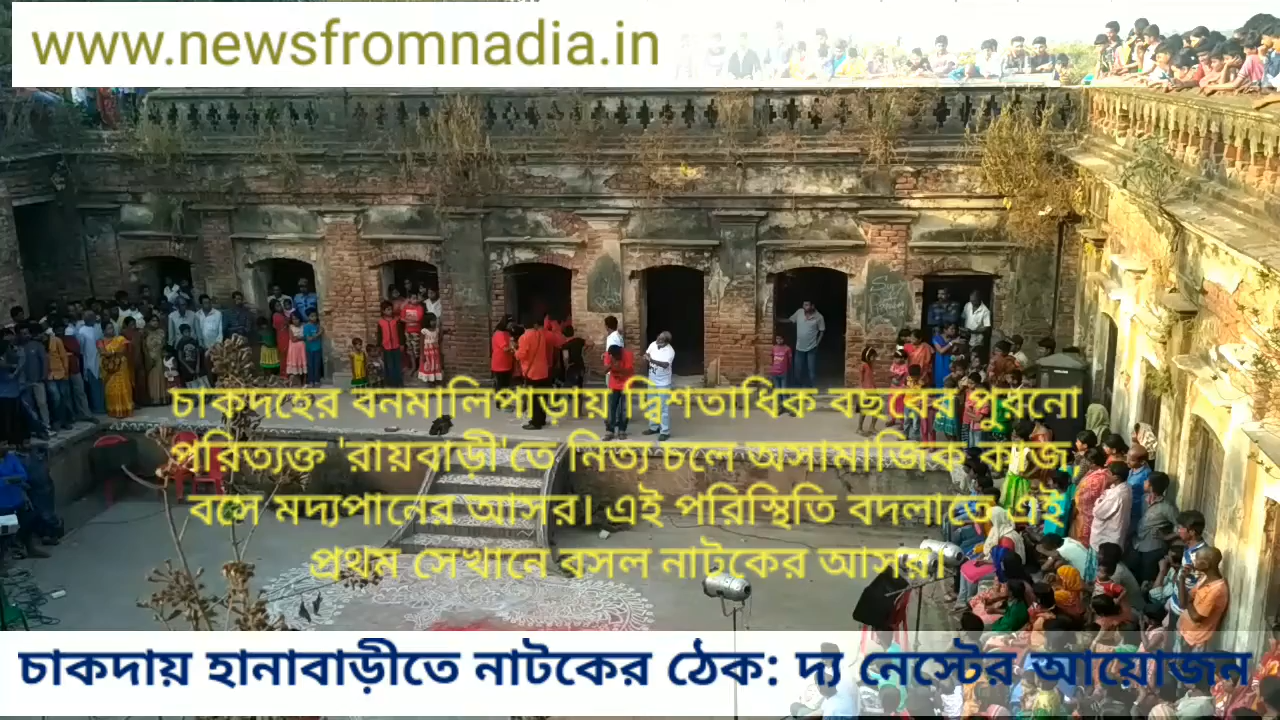 www.newsfromnadia.in
চাকদহের বনমালিপাড়ায় দ্বিশতাধিক বছরের পুরনো
পরিত্যক্ত 'রায়বাড়ী'তে নিত্য চলে অসামাজিক কাজ,
বসে মদ্যপানের আসর। এই পরিস্থিতি বদলাতে এই
প্রথম সেখানে বসল নাটকের আসর।
চাকদায় হানাবাড়ীতে নাটকের ঠেক: দ্য নেস্টের আয়োজন